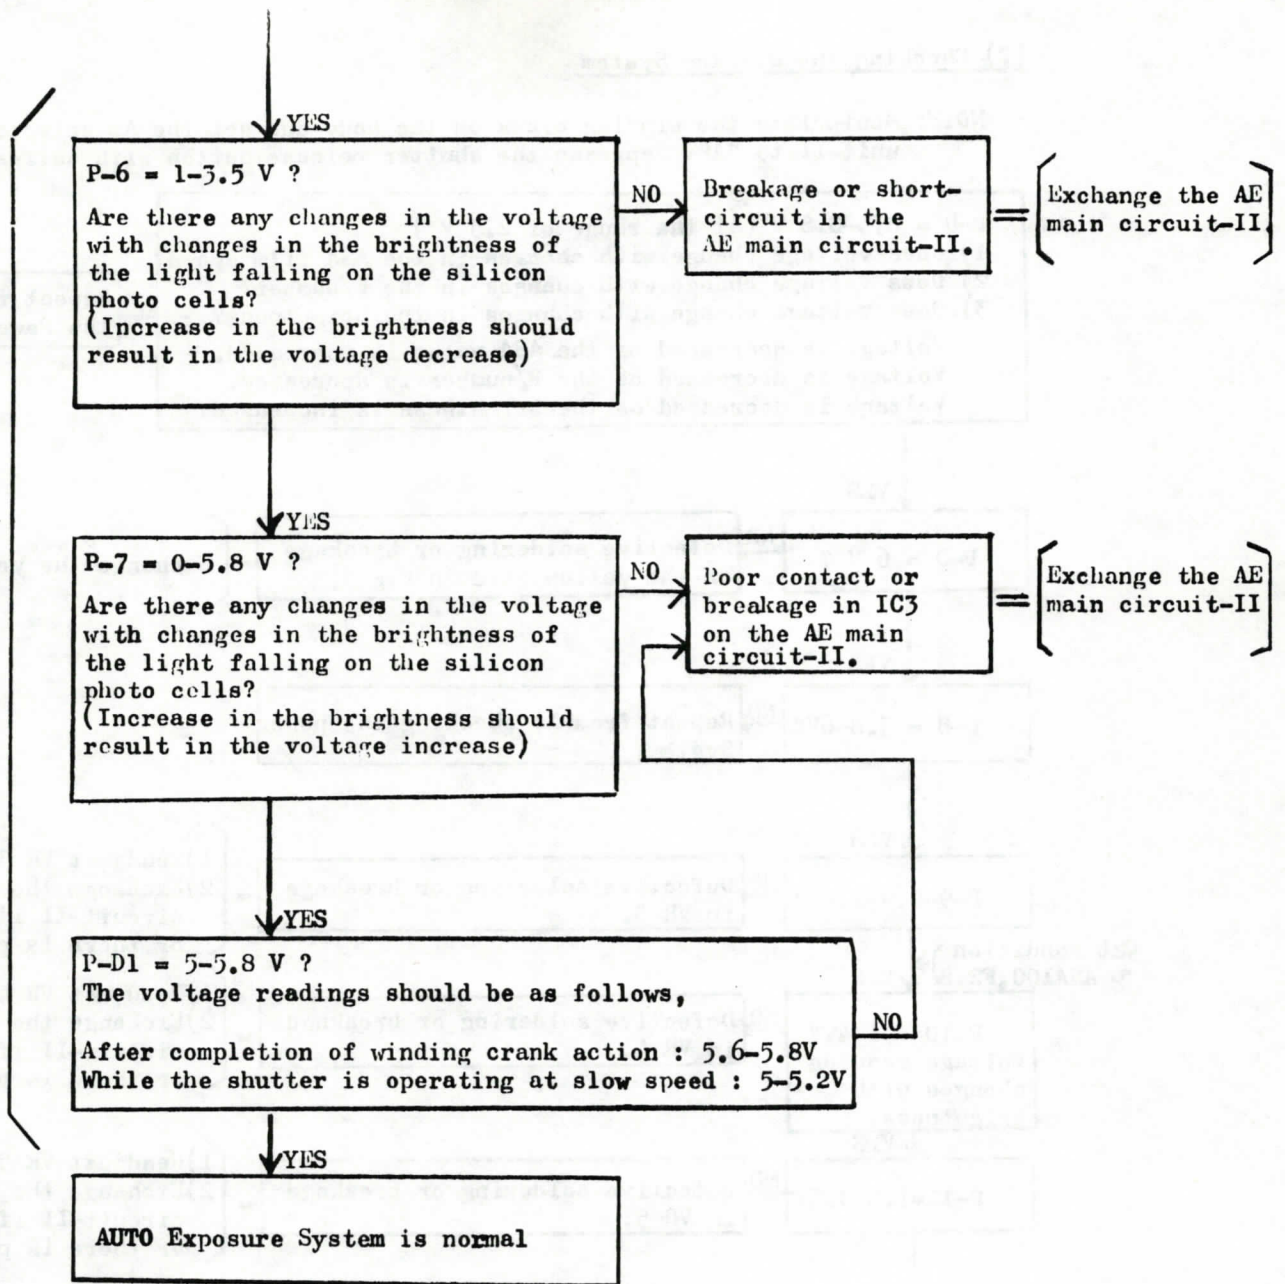 YES
P-6 = 1-3.5 V ?
Are there any changes in the voltage
with changes in the brightness of
the light falling on the silicon
photo cells?
(Increase in the brightness should
result in the voltage decrease)
NO
Breakage or short-
circuit in the
AE main circuit-II.
=
Exchange the AE
main circuit-II.
YES
P-7 = 0-5.8 V ?
Are there any changes in the voltage
with changes in the brightness of
the light falling on the silicon
photo cells?
(Increase in the brightness should
result in the voltage increase)
NO
Poor contact or
breakage in IC3
on the AE main
circuit-II.
=
Exchange the AE
main circuit-II
YES
P-D1 = 5-5.8 V ?
The voltage readings should be as follows,
After completion of winding crank action : 5.6-5.8V
While the shutter is operating at slow speed : 5-5.2V
NO
YES
AUTO Exposure System is normal